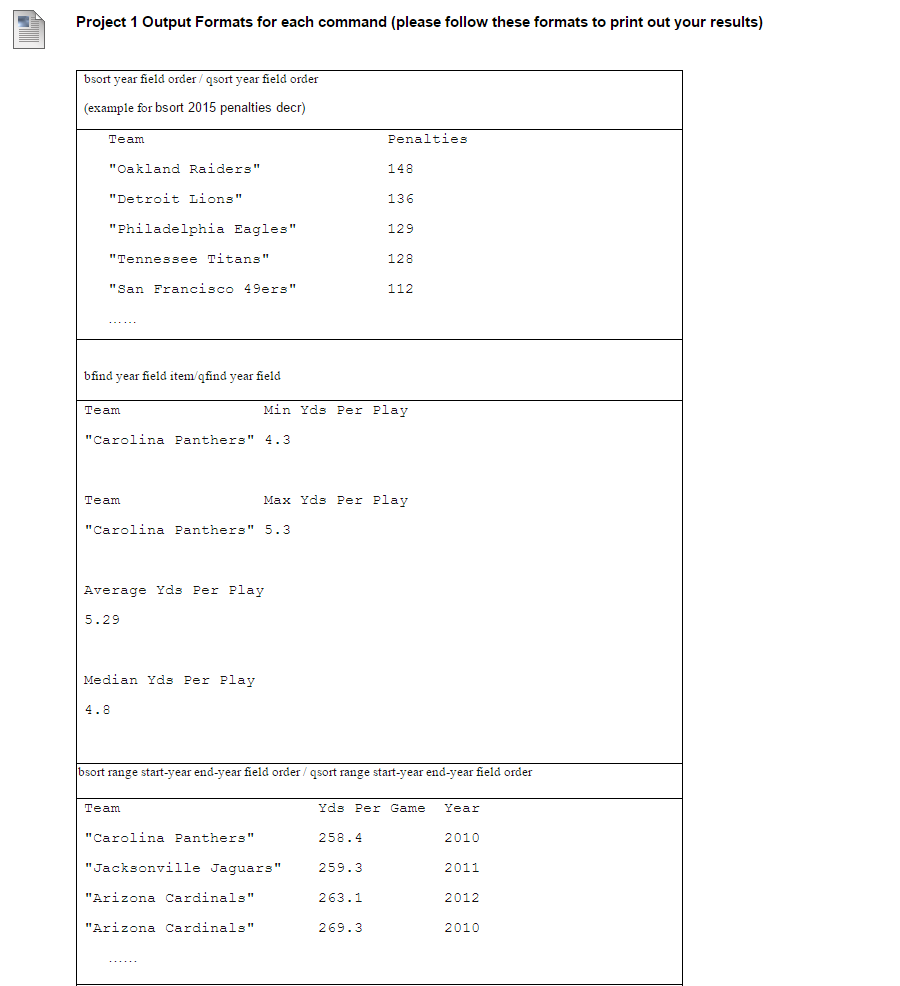 Project 1 Output Formats for each command (please follow these formats to print out your results)
bsort year field order / qsort year field order
(example for bsort 2015 penalties decr)
Team Penalties
"Oakland Raiders" 148
"Detroit Lions" 136
"Philadelphia Eagles" 129
"Tennessee Titans" 128
"San Francisco 49ers" 112
......
bfind year field item/qfind year field
Team Min Yds Per Play
"Carolina Panthers" 4.3
Team Max Yds Per Play
"Carolina Panthers" 5.3
Average Yds Per Play
5.29
Median Yds Per Play
4.8
bsort range start-year end-year field order / qsort range start-year end-year field order
Team Yds Per Game Year
"Carolina Panthers" 258.4 2010
"Jacksonville Jaguars" 259.3 2011
"Arizona Cardinals" 263.1 2012
"Arizona Cardinals" 269.3 2010
......